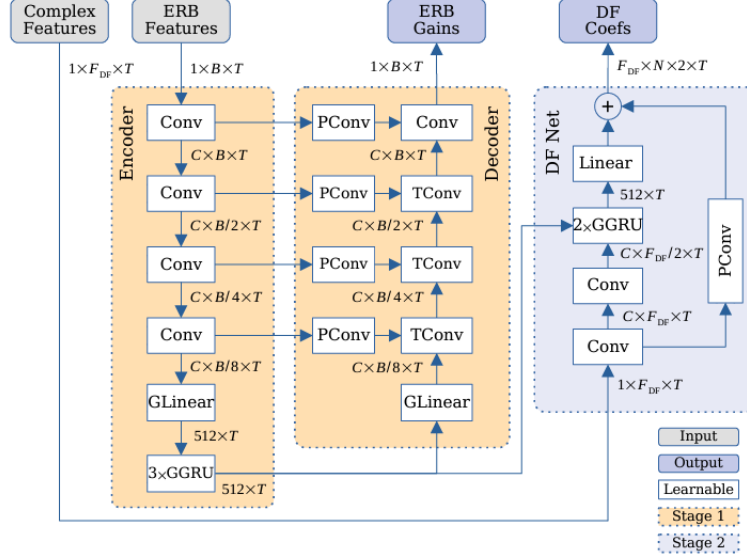 Complex
Features
ERB
Features
ERB
Gains
DF
Coefs
1×F_DF×T
1×B×T
1×B×T
F_DF×N×2×T
Encoder
Conv
C×B×T
Conv
C×B/2×T
Conv
C×B/4×T
Conv
C×B/8×T
GLinear
512×T
3×GGRU
512×T
Decoder
PConv
Conv
C×B×T
PConv
TConv
C×B/2×T
PConv
TConv
C×B/4×T
PConv
TConv
C×B/8×T
GLinear
DF Net
+
Linear
512×T
2×GGRU
C×F_DF/2×T
Conv
C×F_DF×T
Conv
1×F_DF×T
PConv
Input
Output
Learnable
Stage 1
Stage 2